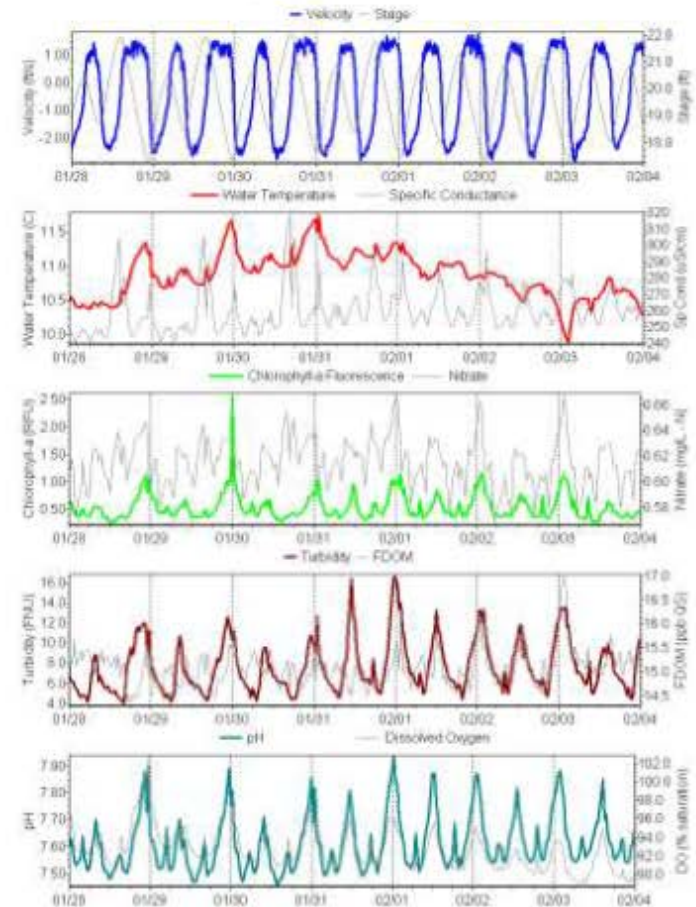 Velocity Stage
1.00
0.00
-1.00
-2.00
Velocity (ft/s)
22.0
21.0
20.0
19.0
Stage (ft)
01/28 01/29 01/30 01/31 02/01 02/02 02/03 02/04
Water Temperature Specific Conductance
11.5
11.0
10.5
10.0
Water Temperature (C)
320
310
300
290
280
270
260
250
240
Sp Cond (uS/cm)
01/28 01/29 01/30 01/31 02/01 02/02 02/03 02/04
Chlorophyll-a Fluorescence Nitrate
2.50
2.00
1.50
1.00
0.50
Chlorophyll-a (RFU)
0.66
0.64
0.62
0.60
0.58
Nitrate (mg/L - N)
01/28 01/29 01/30 01/31 02/01 02/02 02/03 02/04
Turbidity FDOM
16.0
14.0
12.0
10.0
8.0
6.0
4.0
Turbidity (FNU)
17.0
16.5
16.0
15.5
15.0
14.5
FDOM (ppb QS)
01/28 01/29 01/30 01/31 02/01 02/02 02/03 02/04
pH Dissolved Oxygen
7.90
7.80
7.70
7.60
7.50
pH
102.0
100.0
98.0
96.0
94.0
92.0
90.0
DO (% saturation)
01/28 01/29 01/30 01/31 02/01 02/02 02/03 02/04